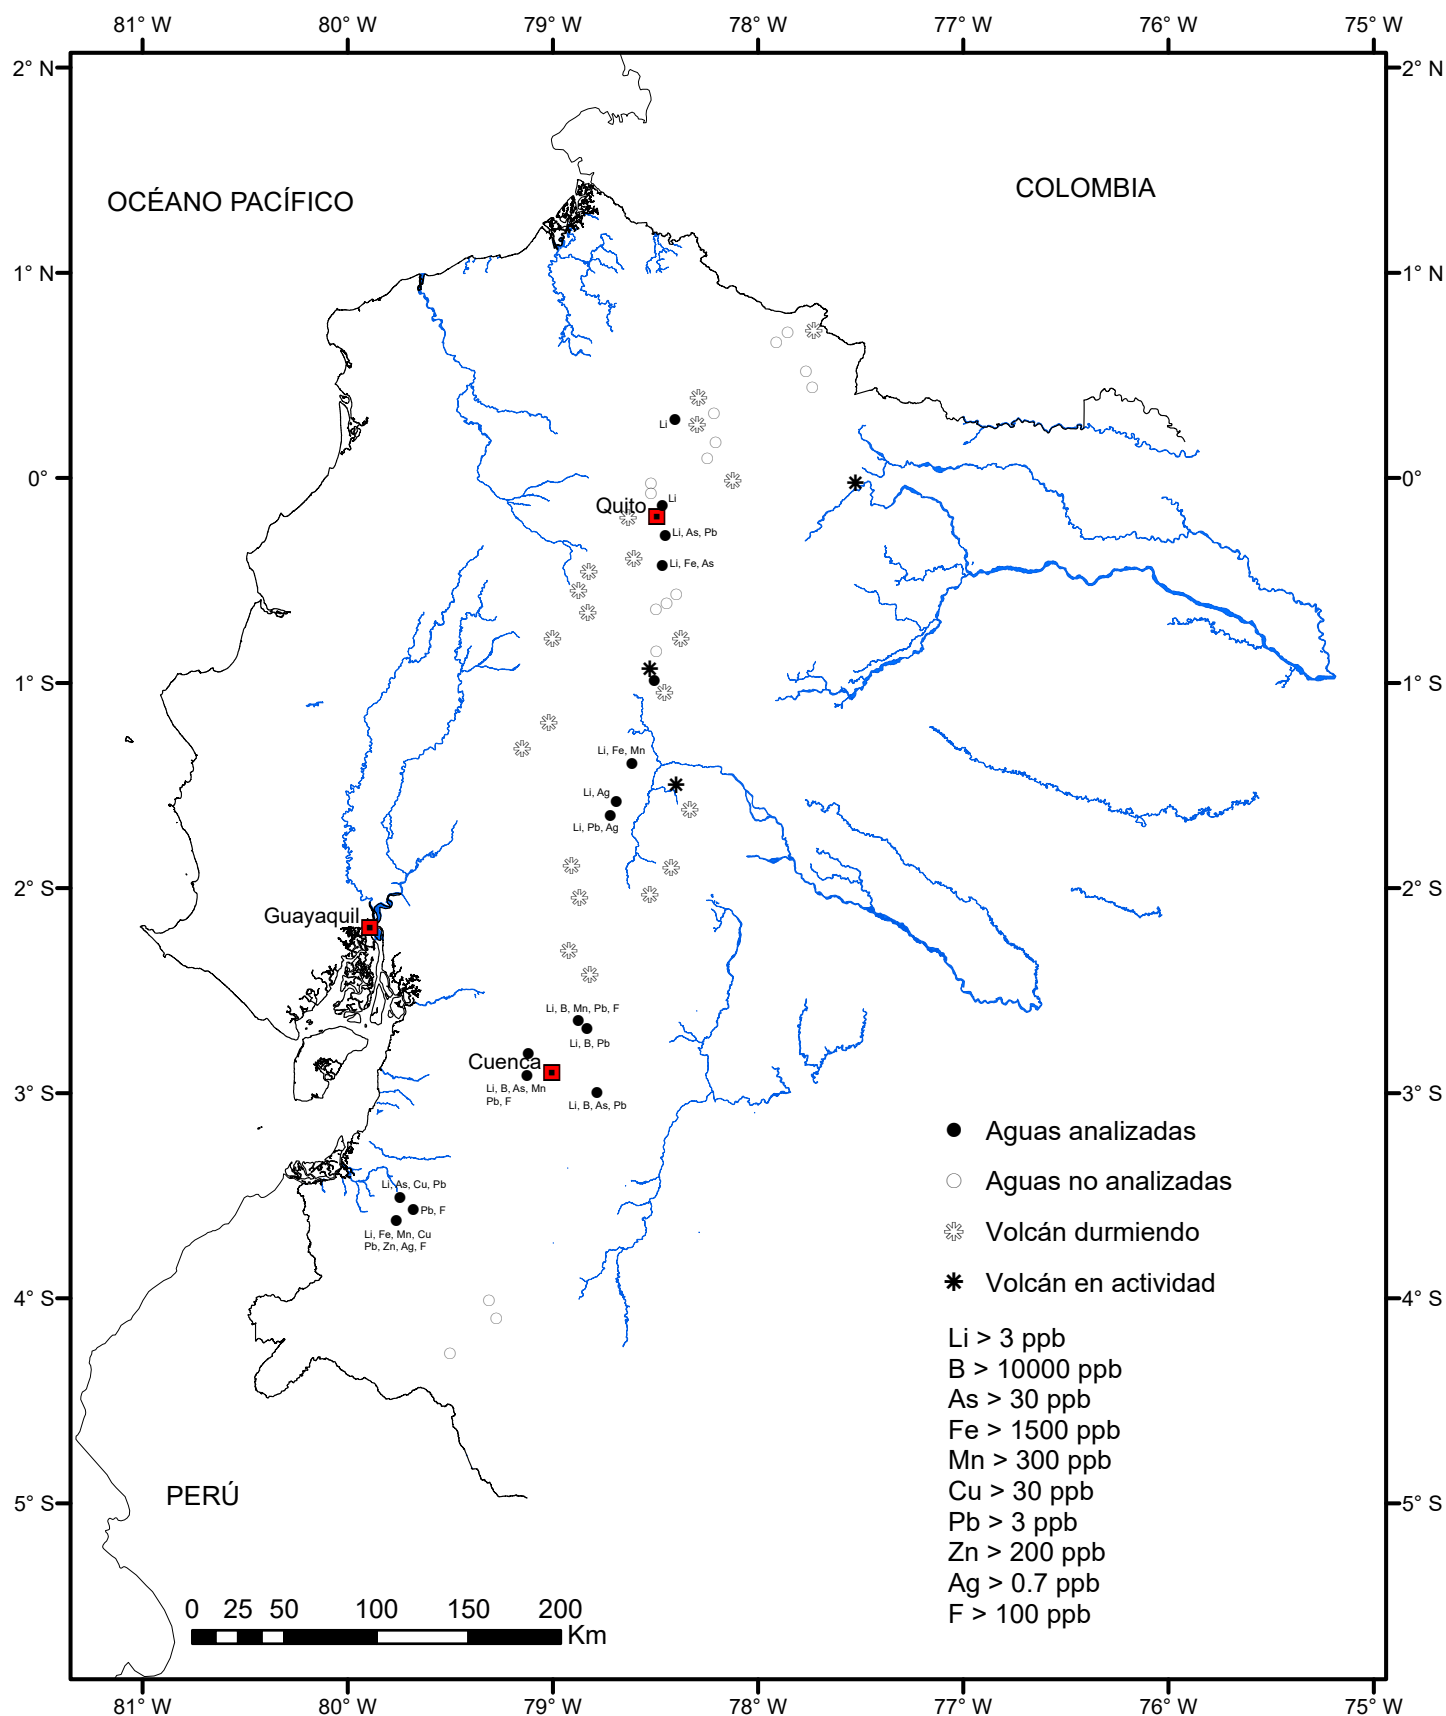 81° W
80° W
79° W
78° W
77° W
76° W
75° W
2° N
2° N
OCÉANO PACÍFICO
COLOMBIA
1° N
1° N
Li
0°
0°
Li
Quito
Li, As, Pb
Li, Fe, As
1° S
1° S
Li, Fe, Mn
Li, Ag
Li, Pb, Ag
2° S
2° S
Guayaquil
Li, B, Mn, Pb, F
Li, B, Pb
Cuenca
Li, B, As, Mn
Pb, F
Li, B, As, Pb
3° S
3° S
Aguas analizadas
Aguas no analizadas
Volcán durmiendo
Volcán en actividad
Li, As, Cu, Pb
Pb, F
Li, Fe, Mn, Cu
Pb, Zn, Ag, F
4° S
4° S
Li > 3 ppb
B > 10000 ppb
As > 30 ppb
Fe > 1500 ppb
Mn > 300 ppb
Cu > 30 ppb
Pb > 3 ppb
Zn > 200 ppb
Ag > 0.7 ppb
F > 100 ppb
PERÚ
5° S
5° S
0 25 50 100 150 200
Km
81° W
80° W
79° W
78° W
77° W
76° W
75° W